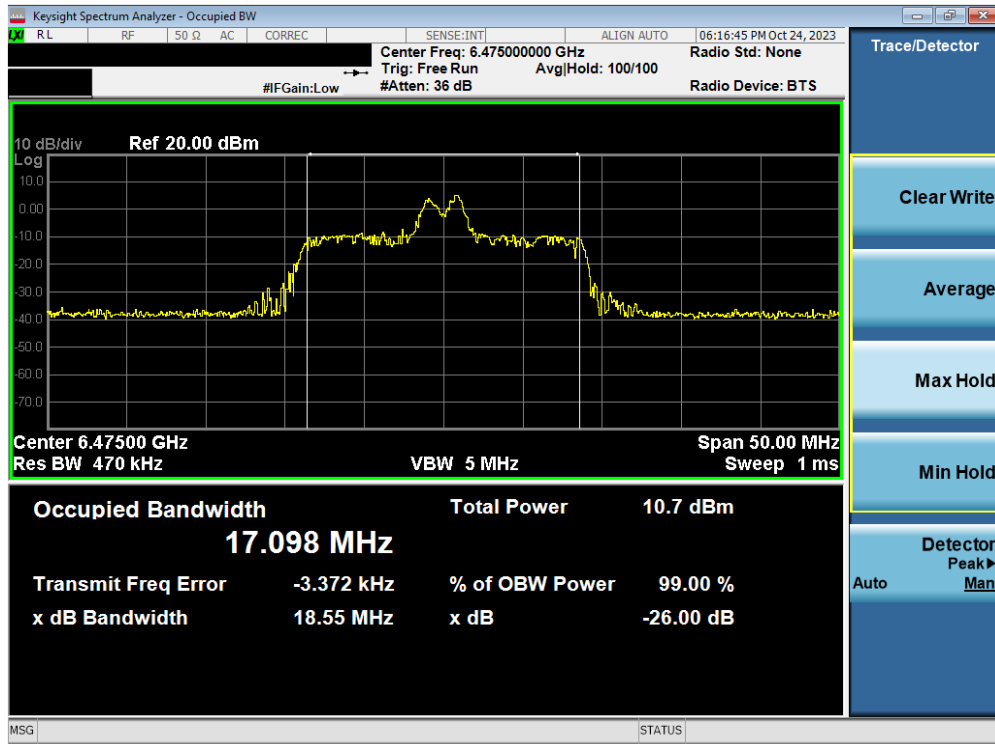 Keysight Spectrum Analyzer - Occupied BW
LXI RL RF 50 Ω AC CORREC SENSE:INT ALIGN AUTO 06:16:45 PM Oct 24, 2023
Center Freq: 6.475000000 GHz Radio Std: None
Trig: Free Run Avg|Hold: 100/100
#IFGain:Low #Atten: 36 dB Radio Device: BTS
10 dB/div Ref 20.00 dBm
Log
10.0
0.00
-10.0
-20.0
-30.0
-40.0
-50.0
-60.0
-70.0
Center 6.47500 GHz Span 50.00 MHz
Res BW 470 kHz VBW 5 MHz Sweep 1 ms
Occupied Bandwidth Total Power 10.7 dBm
17.098 MHz
Transmit Freq Error -3.372 kHz % of OBW Power 99.00 %
x dB Bandwidth 18.55 MHz x dB -26.00 dB
MSG STATUS
Trace/Detector
Clear Write
Average
Max Hold
Min Hold
Detector
Peak▶
Auto Man